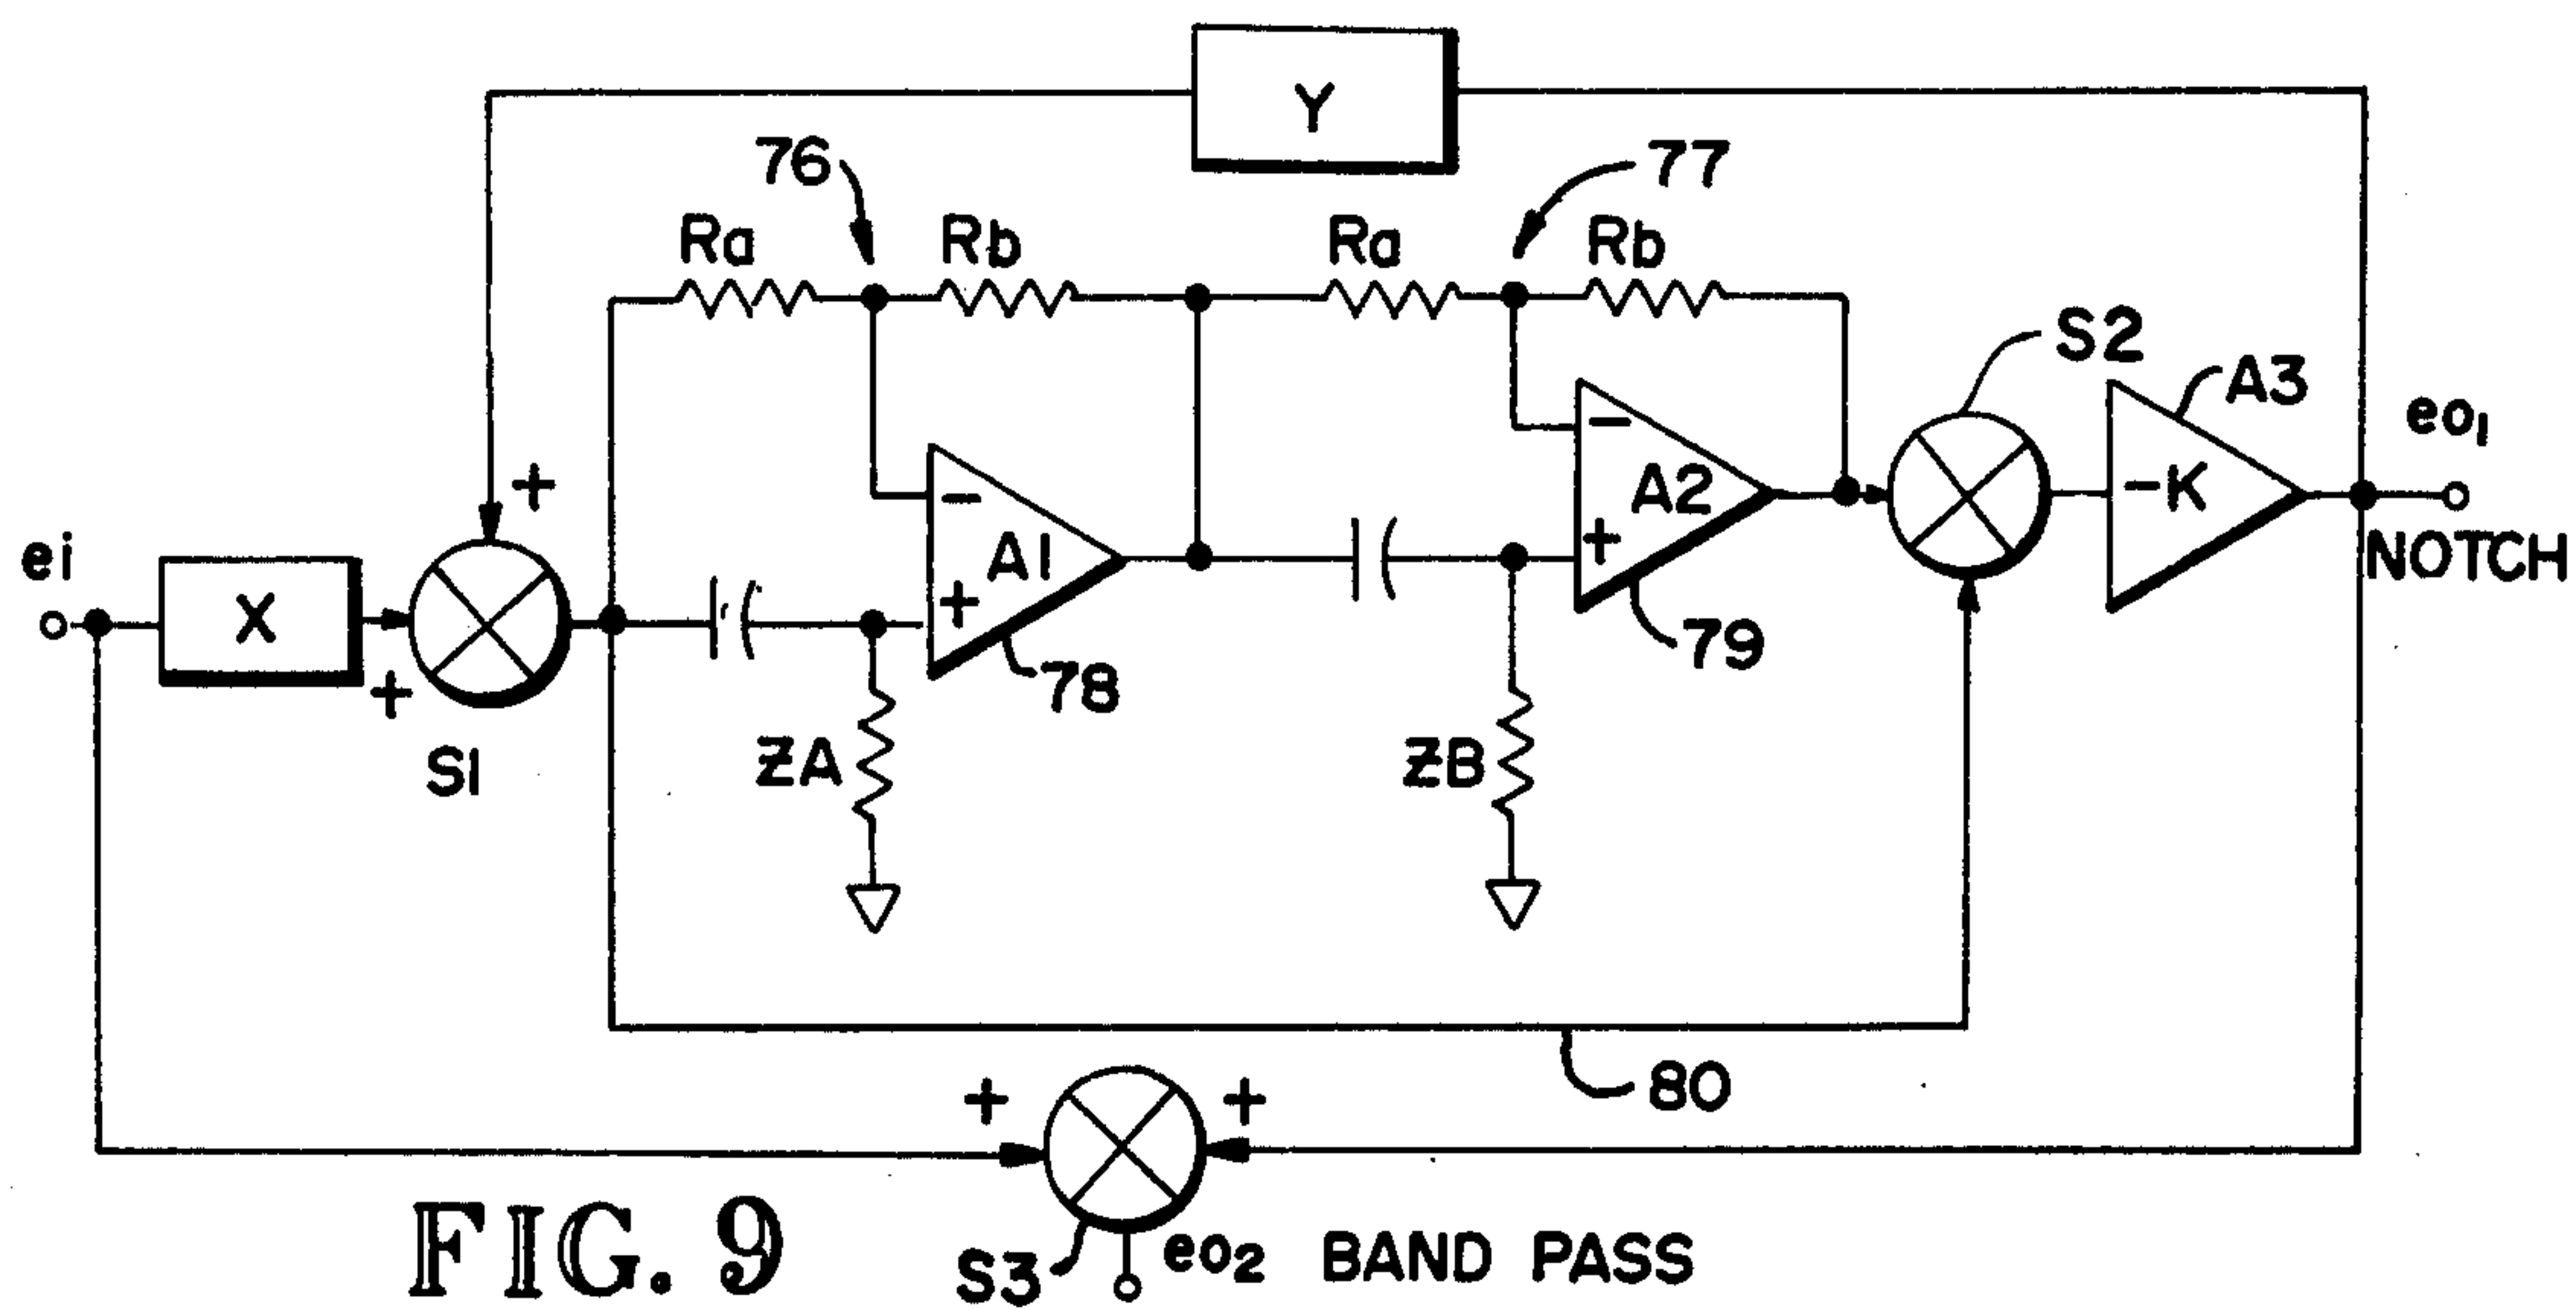 Y
76
77
Ra
Rb
Ra
Rb
S2
A3
eo1
-
A2
-K
+
-
A1
+
NOTCH
ei
X
+
+
S1
78
79
ZA
ZB
80
+
+
S3
eo2 BAND PASS
FIG. 9